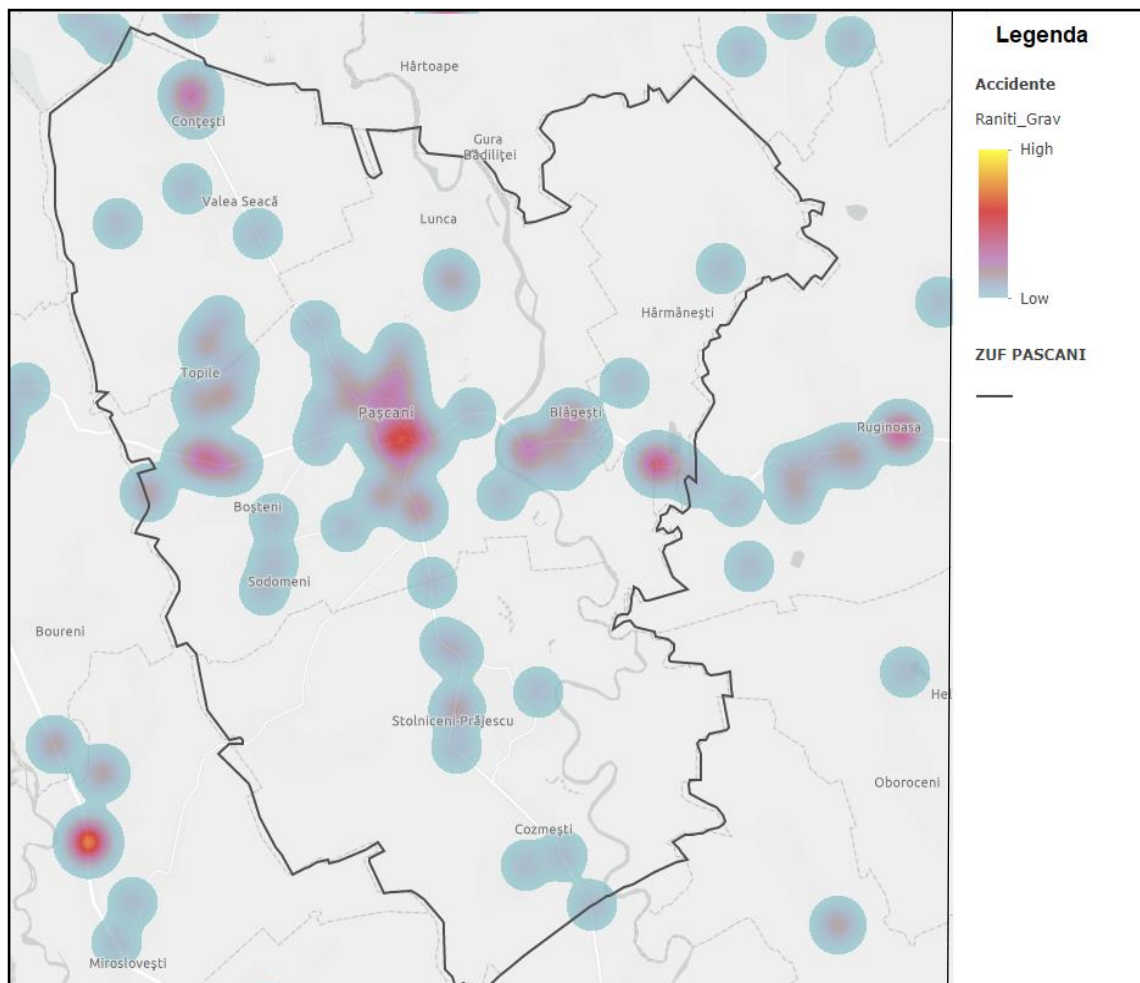 Legenda
Accidente
Raniti_Grav
High
Low
ZUF PASCANI
Hârtoape
Conțești
Gura
Bădiliței
Valea Seacă
Lunca
Hărmănești
Topile
Pașcani
Blăgești
Ruginoasa
Boșteni
Sodomeni
Boureni
Stolniceni-Prăjescu
He
Oboroceni
Cozmești
Miroslovești